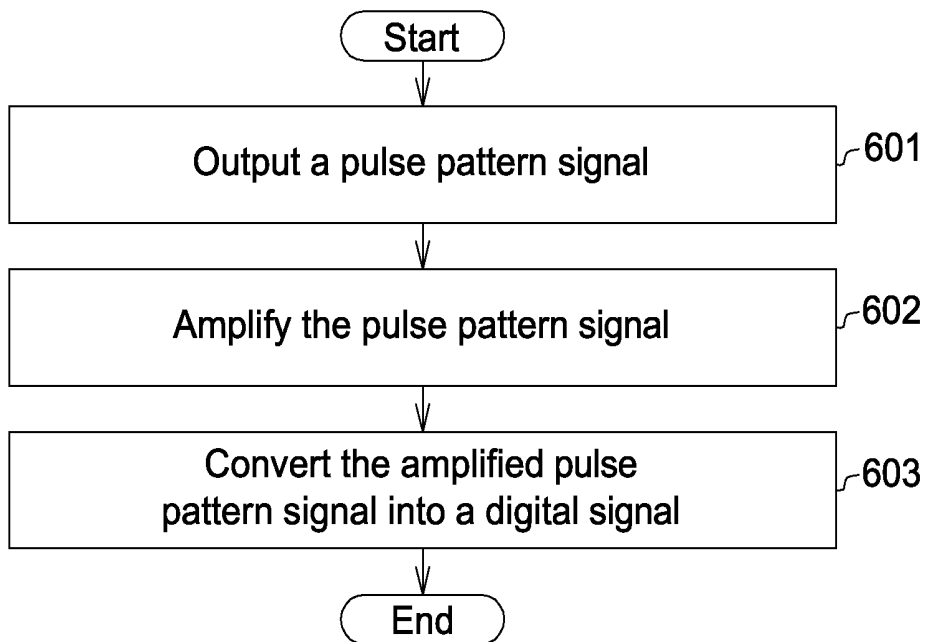 Start
Output a pulse pattern signal
601
Amplify the pulse pattern signal
602
Convert the amplified pulse
pattern signal into a digital signal
603
End